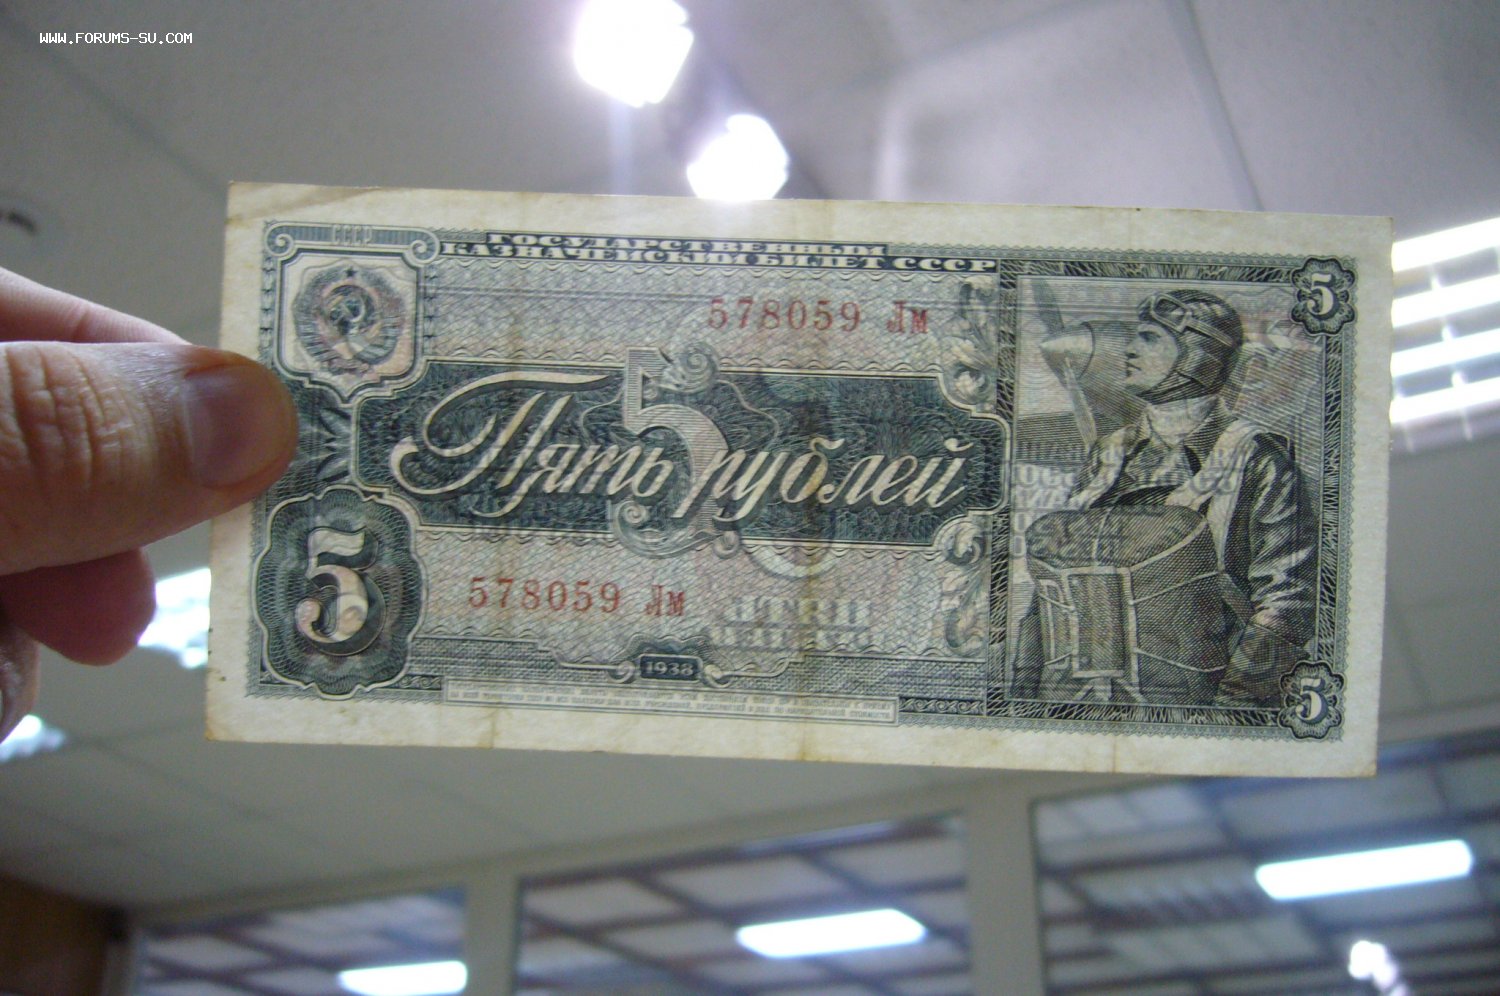 WWW.FORUMS-SU.COM
СССР
ГОСУДАРСТВЕННЫЙ
КАЗНАЧЕЙСКИЙ БИЛЕТ СССР
5
578059 Лм
5
Пять рублей
5
578059 Лм
1938
5